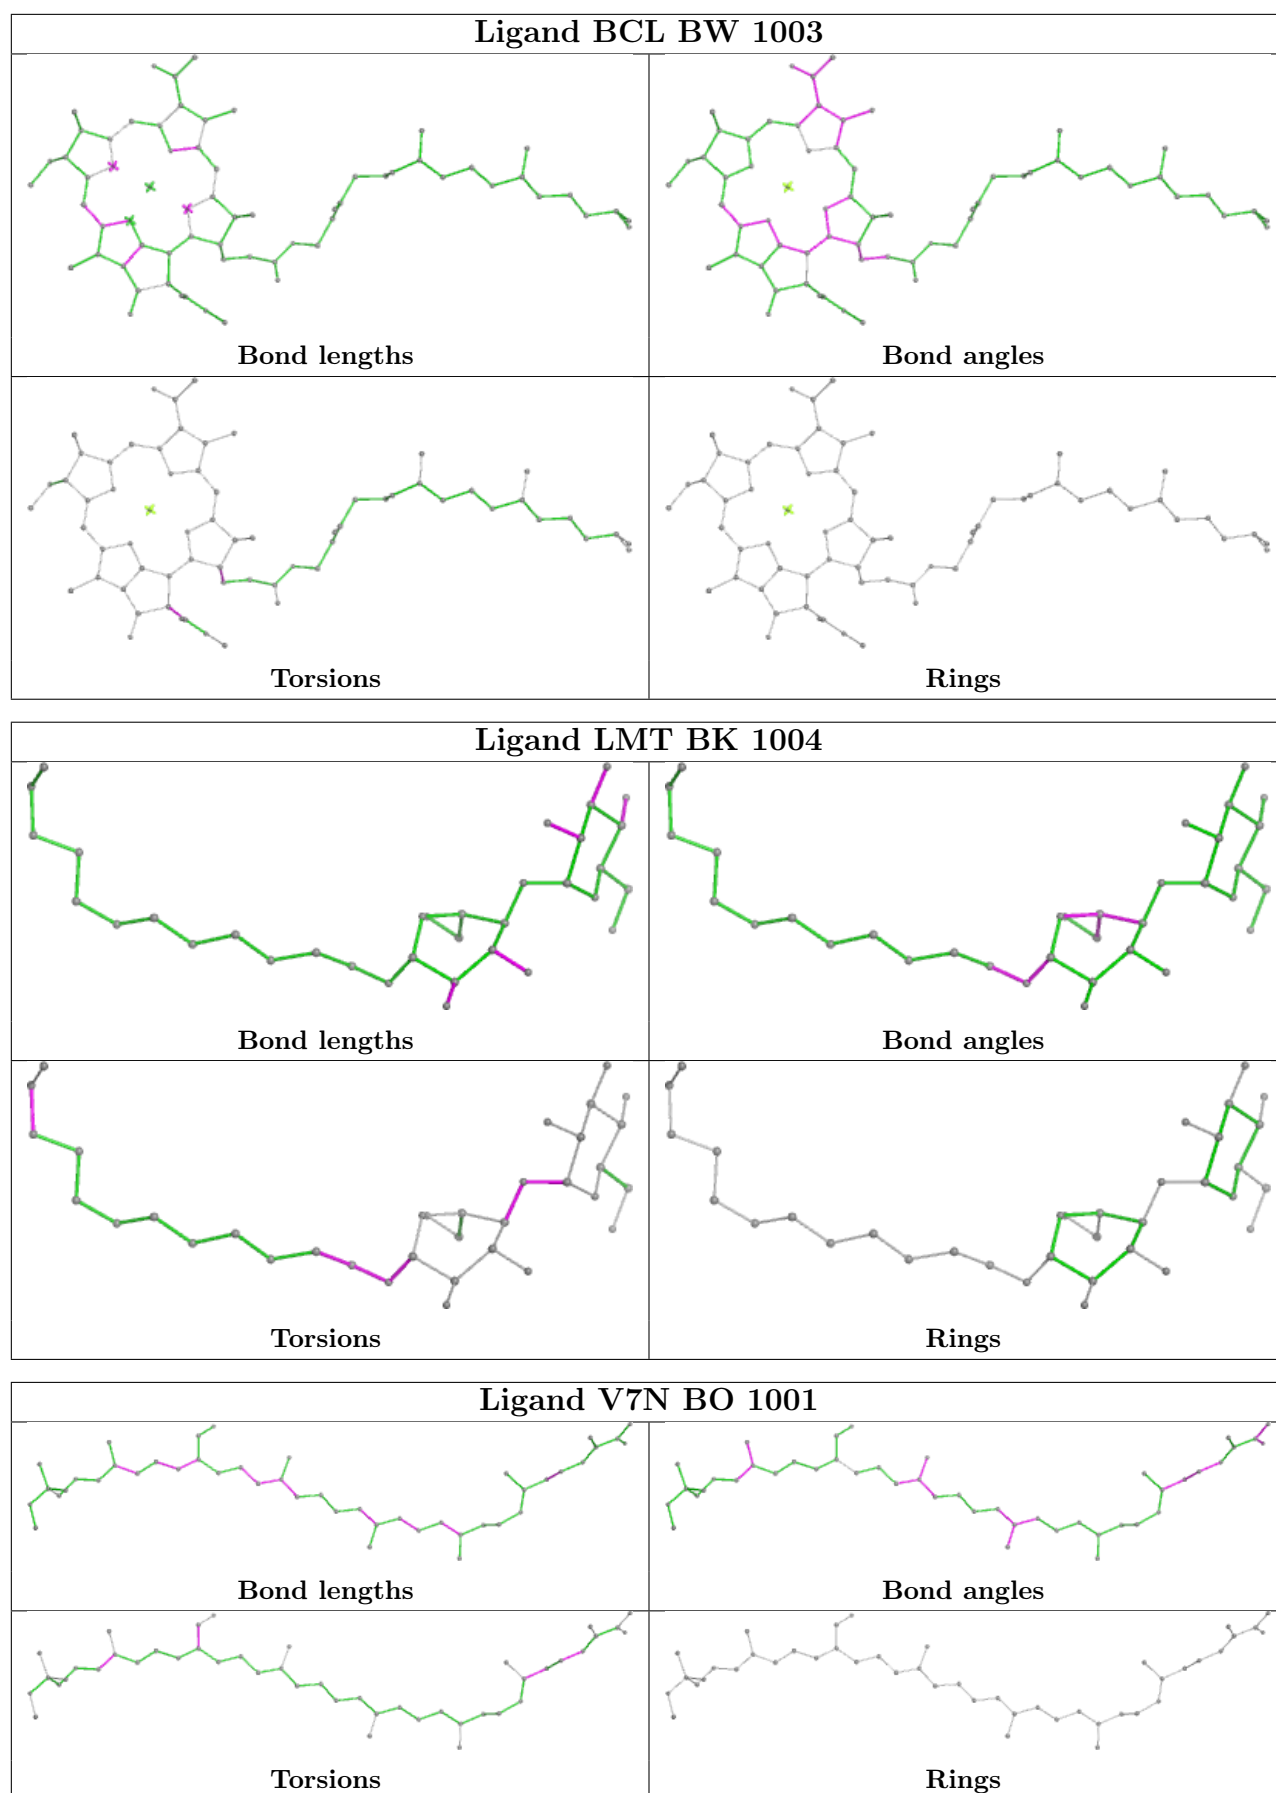 Ligand BCL BW 1003
Bond lengths
Bond angles
Torsions
Rings
Ligand LMT BK 1004
Bond lengths
Bond angles
Torsions
Rings
Ligand V7N BO 1001
Bond lengths
Bond angles
Torsions
Rings